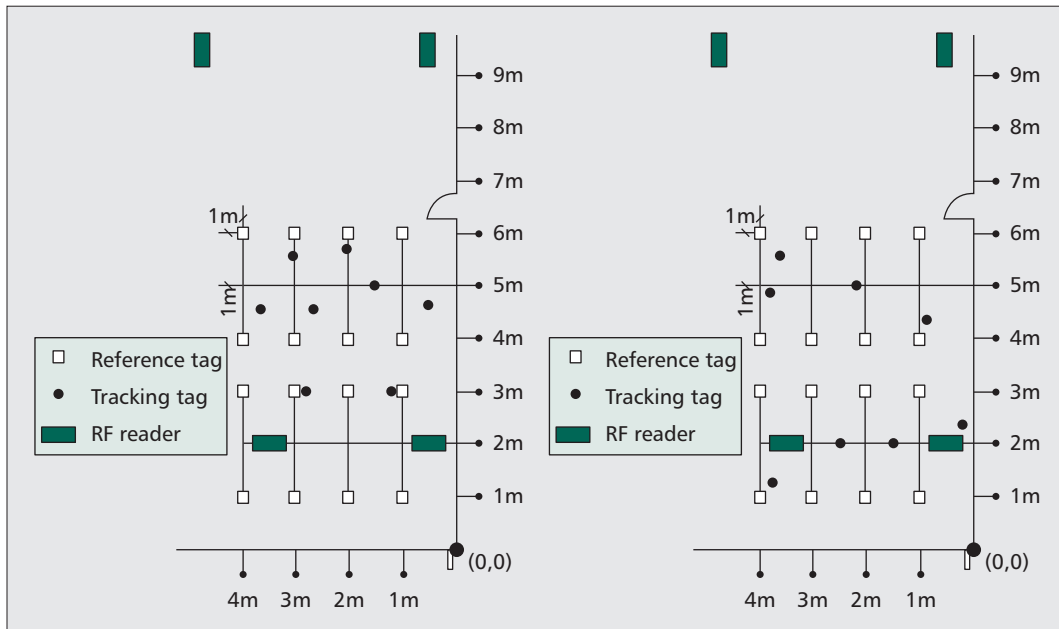 9m
8m
7m
1m
6m
1m
5m
4m
Reference tag
Tracking tag
RF reader
3m
2m
1m
(0,0)
4m 3m 2m 1m
9m
8m
7m
1m
6m
1m
5m
4m
Reference tag
Tracking tag
RF reader
3m
2m
1m
(0,0)
4m 3m 2m 1m